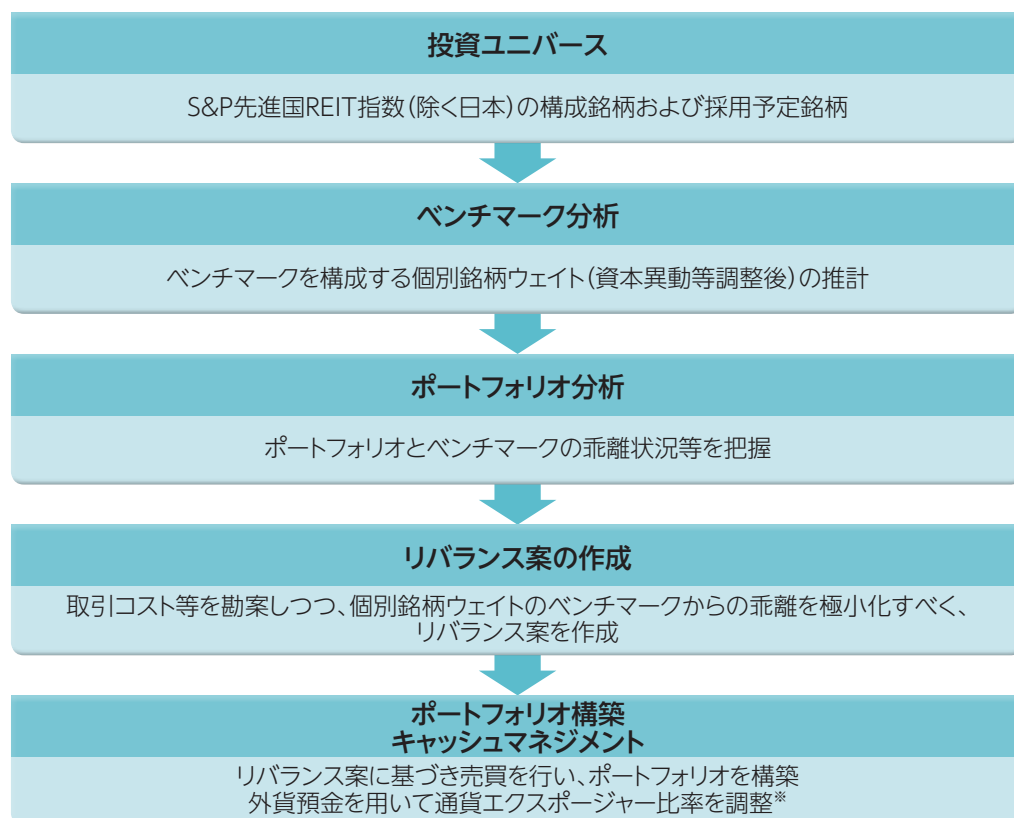 投資ユニバース
S&P先進国REIT指数(除く日本)の構成銘柄および採用予定銘柄
ベンチマーク分析
ベンチマークを構成する個別銘柄ウェイト(資本異動等調整後)の推計
ポートフォリオ分析
ポートフォリオとベンチマークの乖離状況等を把握
リバランス案の作成
取引コスト等を勘案しつつ、個別銘柄ウェイトのベンチマークからの乖離を極小化すべく、
リバランス案を作成
ポートフォリオ構築
キャッシュマネジメント
リバランス案に基づき売買を行い、ポートフォリオを構築
外貨預金を用いて通貨エクスポージャー比率を調整※